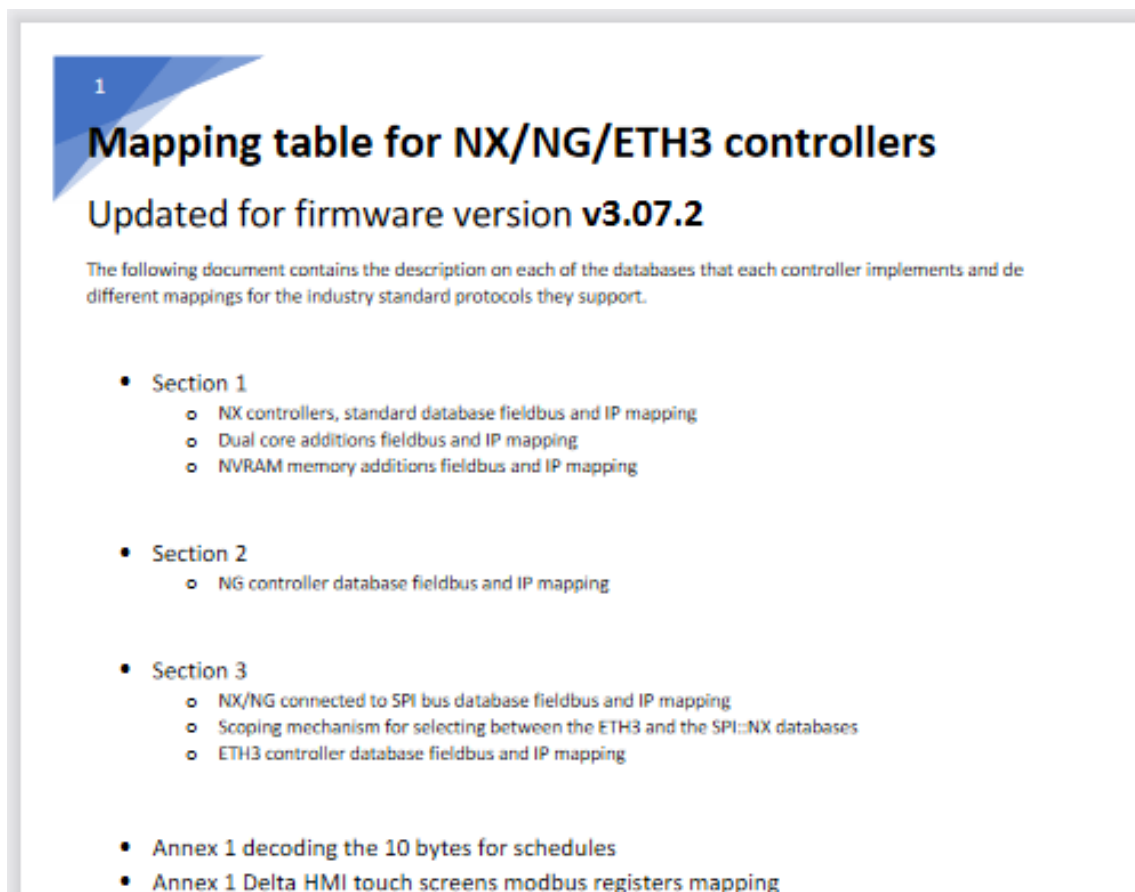 1
Mapping table for NX/NG/ETH3 controllers
Updated for firmware version v3.07.2
The following document contains the description on each of the databases that each controller implements and de
different mappings for the industry standard protocols they support.
• Section 1
o NX controllers, standard database fieldbus and IP mapping
o Dual core additions fieldbus and IP mapping
o NVRAM memory additions fieldbus and IP mapping
• Section 2
o NG controller database fieldbus and IP mapping
• Section 3
o NX/NG connected to SPI bus database fieldbus and IP mapping
o Scoping mechanism for selecting between the ETH3 and the SPI::NX databases
o ETH3 controller database fieldbus and IP mapping
• Annex 1 decoding the 10 bytes for schedules
• Annex 1 Delta HMI touch screens modbus registers mapping